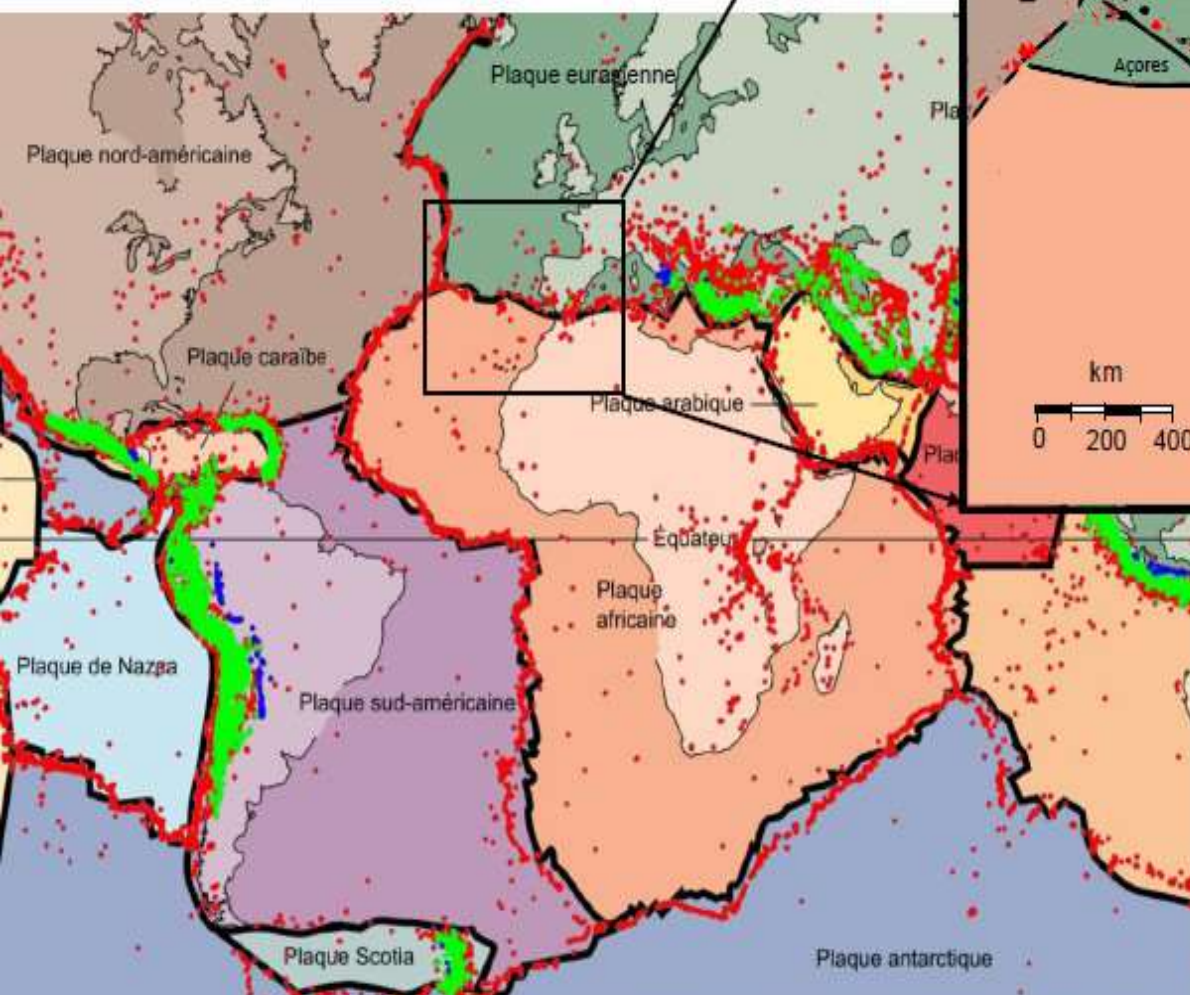 Plaque eurasienne
Açores
Plaque nord-américaine
Plaque caraïbe
km
0 200 400
Plaque arabique
Équateur
Plaque
africaine
Plaque de Nazca
Plaque sud-américaine
Plaque Scotia
Plaque antarctique